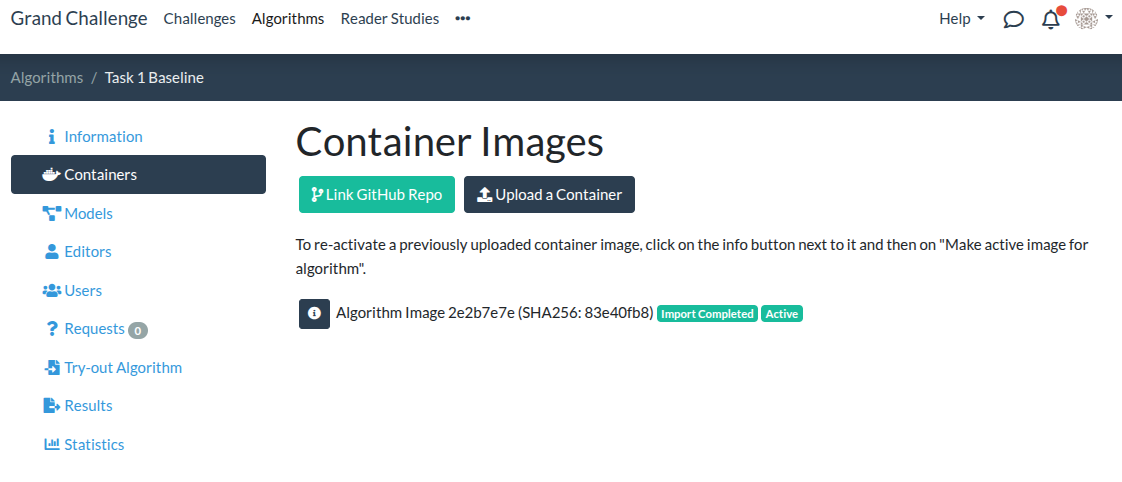 Grand Challenge Challenges Algorithms Reader Studies ••• Help
Algorithms / Task 1 Baseline
Information
Containers
Models
Editors
Users
Requests 0
Try-out Algorithm
Results
Statistics
Container Images
Link GitHub Repo Upload a Container
To re-activate a previously uploaded container image, click on the info button next to it and then on "Make active image for
algorithm".
Algorithm Image 2e2b7e7e (SHA256: 83e40fb8) Import Completed Active